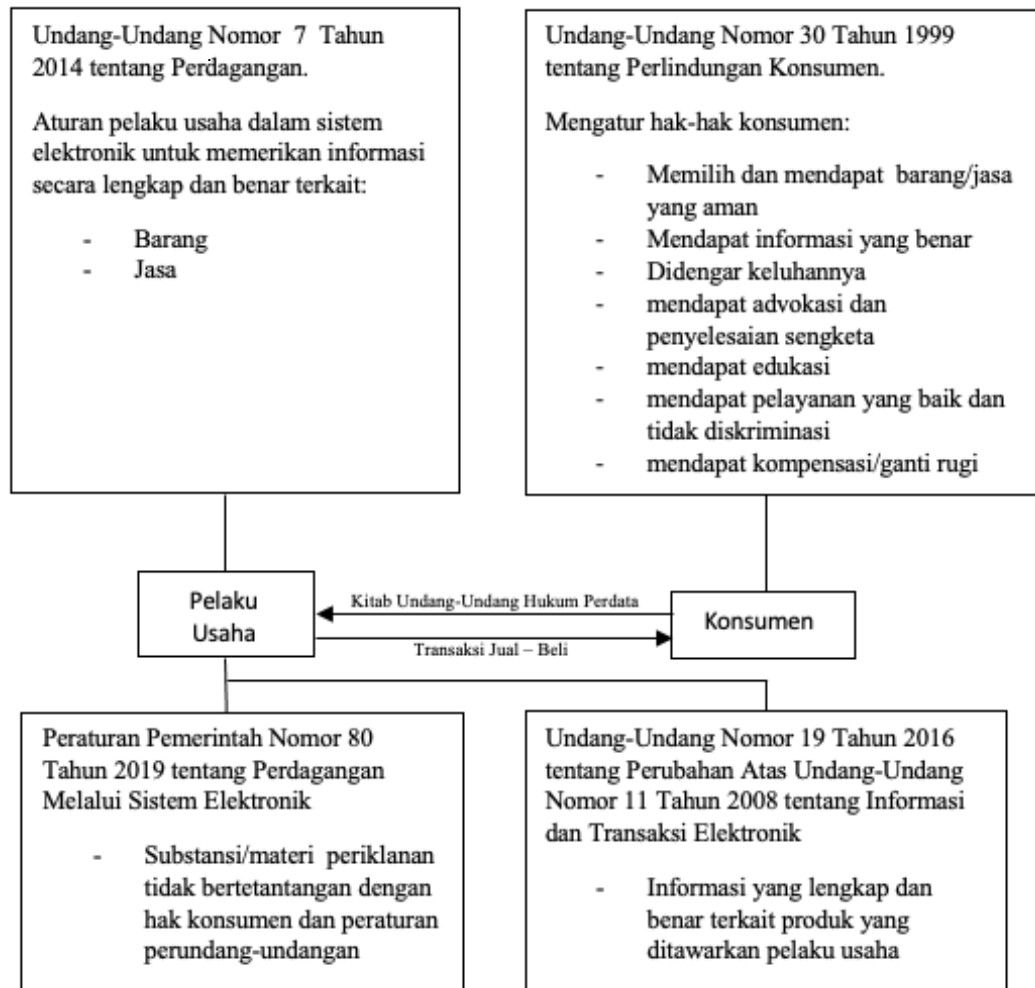 Undang-Undang Nomor 7 Tahun
2014 tentang Perdagangan.
Aturan pelaku usaha dalam sistem
elektronik untuk memerikan informasi
secara lengkap dan benar terkait:
- Barang
- Jasa
Undang-Undang Nomor 30 Tahun 1999
tentang Perlindungan Konsumen.
Mengatur hak-hak konsumen:
- Memilih dan mendapat barang/jasa
yang aman
- Mendapat informasi yang benar
- Didengar keluhannya
- mendapat advokasi dan
penyelesaian sengketa
- mendapat edukasi
- mendapat pelayanan yang baik dan
tidak diskriminasi
- mendapat kompensasi/ganti rugi
Pelaku
Usaha
Kitab Undang-Undang Hukum Perdata
Transaksi Jual – Beli
Konsumen
Peraturan Pemerintah Nomor 80
Tahun 2019 tentang Perdagangan
Melalui Sistem Elektronik
- Substansi/materi periklanan
tidak bertetantangan dengan
hak konsumen dan peraturan
perundang-undangan
Undang-Undang Nomor 19 Tahun 2016
tentang Perubahan Atas Undang-Undang
Nomor 11 Tahun 2008 tentang Informasi
dan Transaksi Elektronik
- Informasi yang lengkap dan
benar terkait produk yang
ditawarkan pelaku usaha